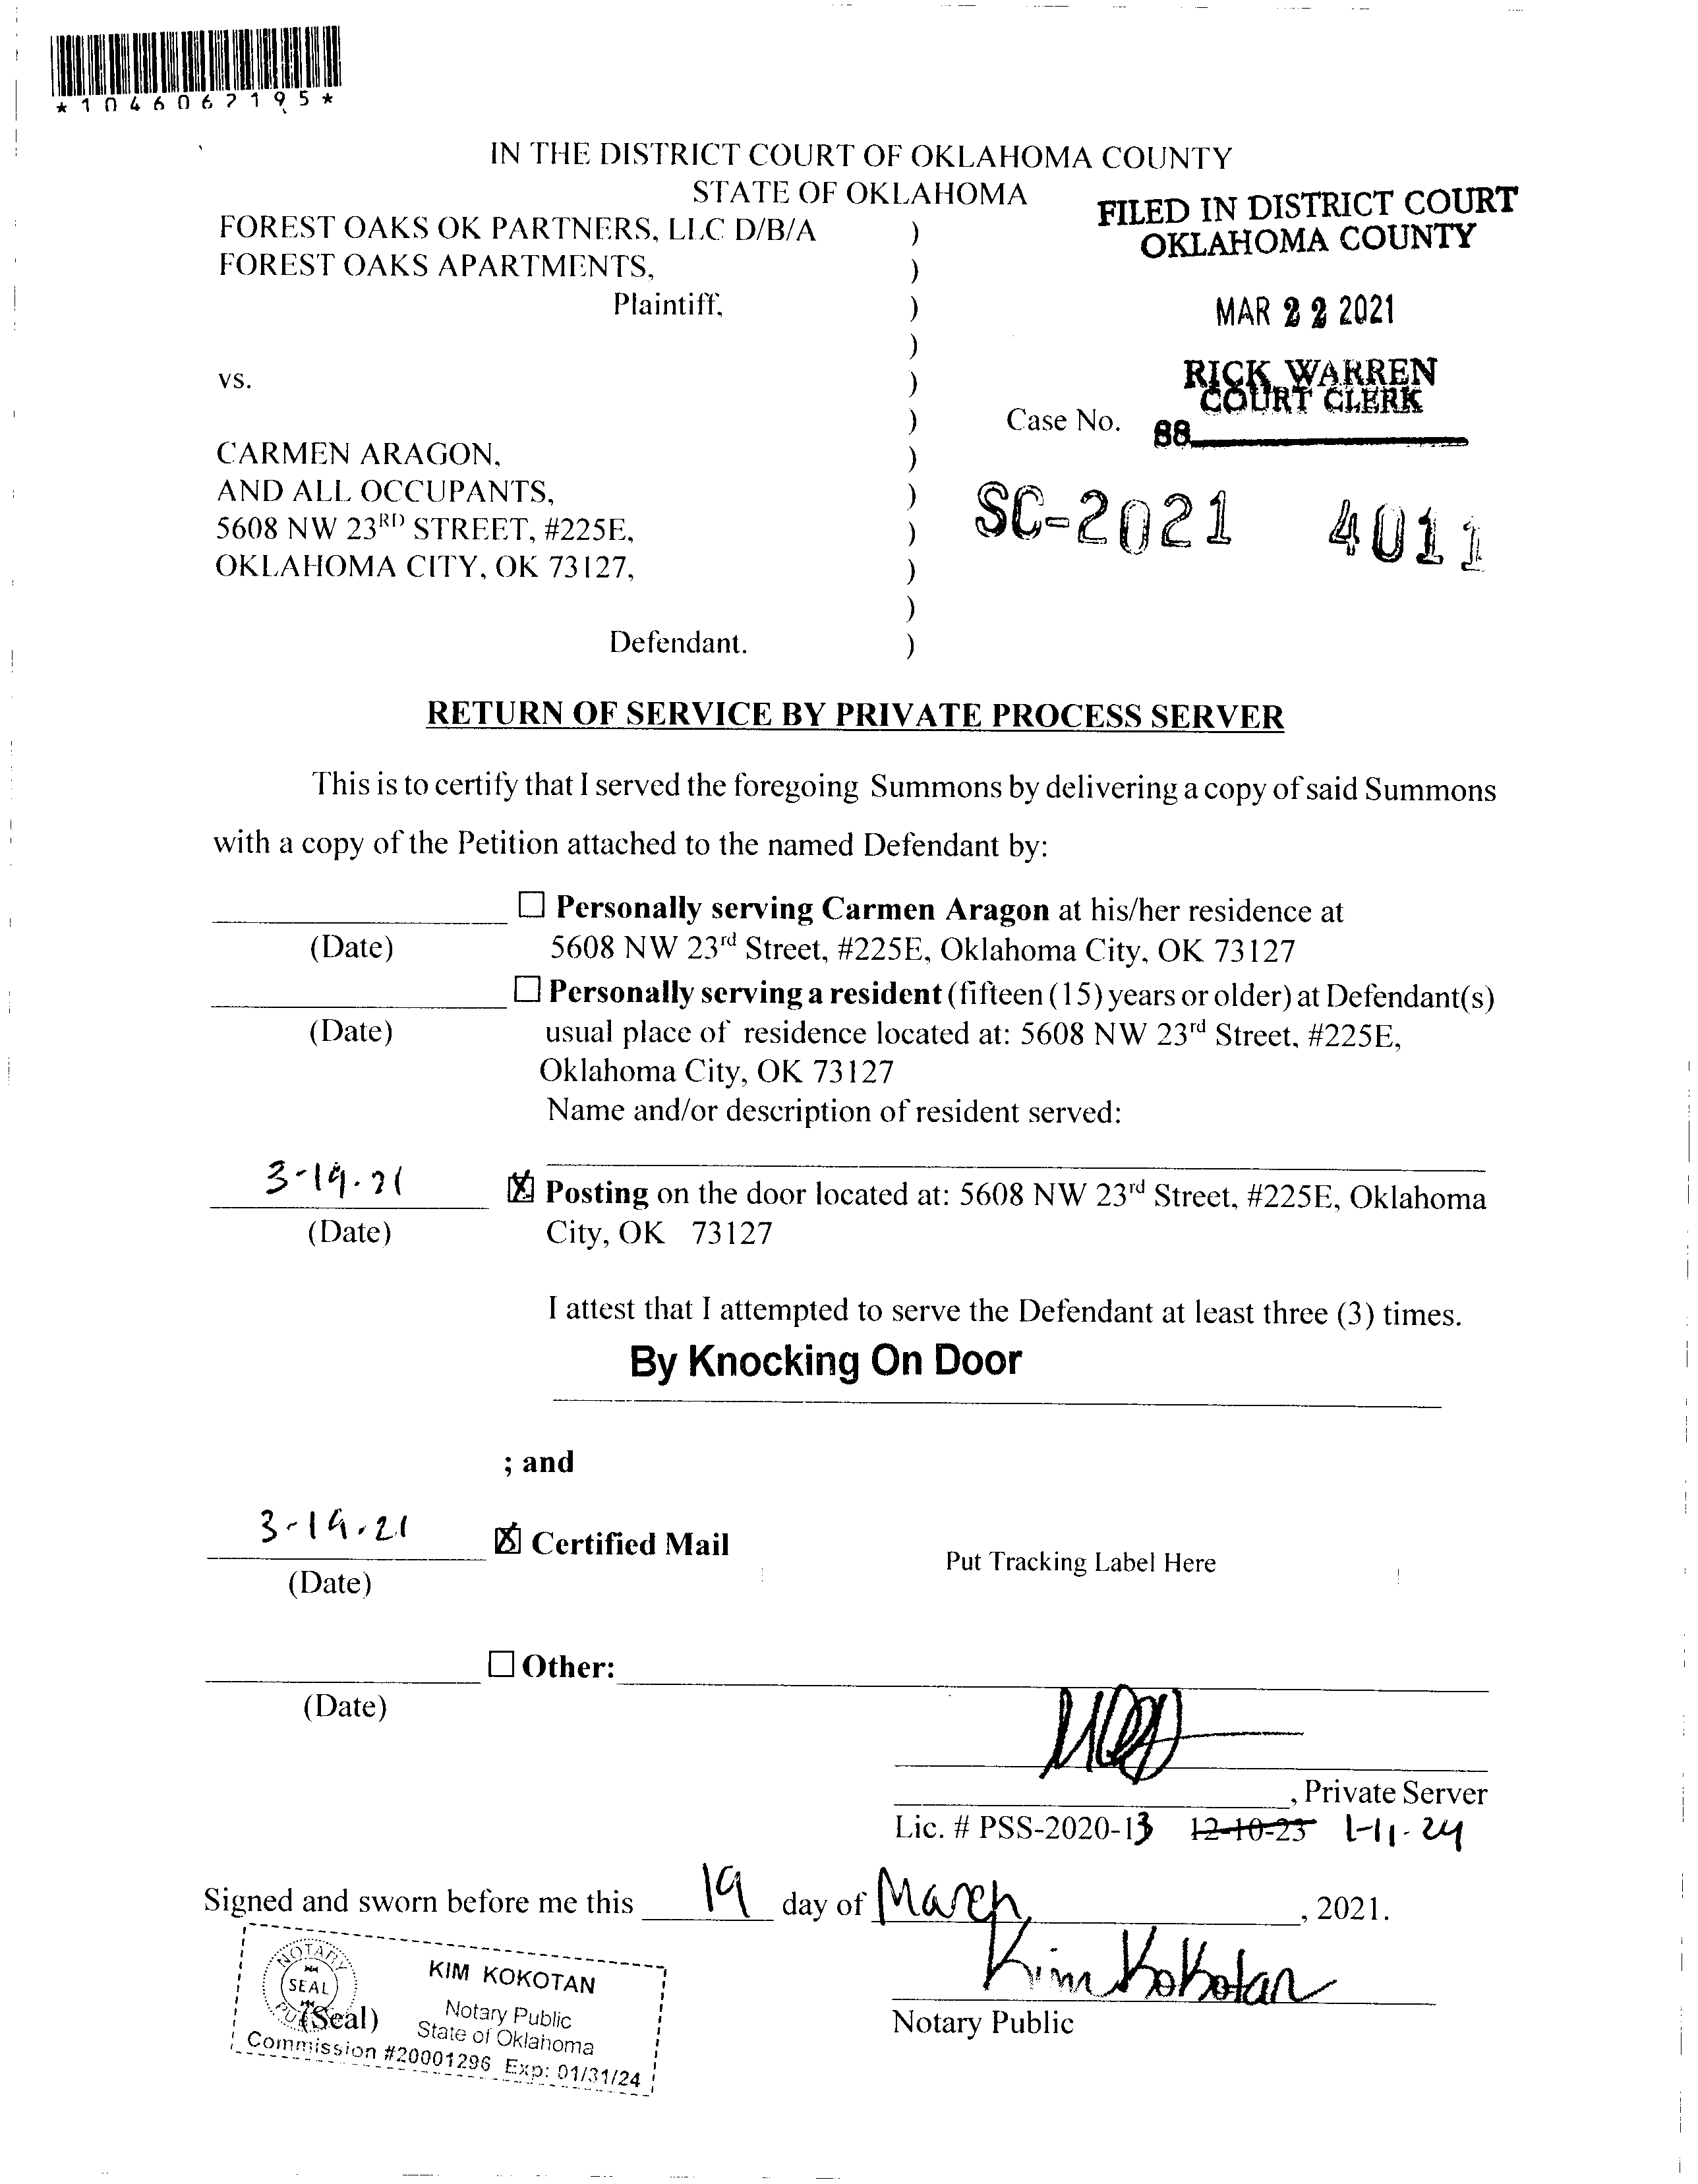 *1046062195*
IN THE DISTRICT COURT OF OKLAHOMA COUNTY
STATE OF OKLAHOMA
FILED IN DISTRICT COURT
OKLAHOMA COUNTY
MAR 22 2021
RICK WARREN
COURT CLERK
88
FOREST OAKS OK PARTNERS, LLC D/B/A )
FOREST OAKS APARTMENTS, )
Plaintiff, )
)
vs. )
) Case No.
CARMEN ARAGON, )
AND ALL OCCUPANTS, ) SC-2021 4011
5608 NW 23RD STREET, #225E, )
OKLAHOMA CITY, OK 73127, )
)
Defendant. )
RETURN OF SERVICE BY PRIVATE PROCESS SERVER
This is to certify that I served the foregoing Summons by delivering a copy of said Summons
with a copy of the Petition attached to the named Defendant by:
☐ Personally serving Carmen Aragon at his/her residence at
(Date) 5608 NW 23rd Street, #225E, Oklahoma City, OK 73127
☐ Personally serving a resident (fifteen (15) years or older) at Defendant(s)
(Date) usual place of residence located at: 5608 NW 23rd Street, #225E,
Oklahoma City, OK 73127
Name and/or description of resident served:
3-19-21 ☒ Posting on the door located at: 5608 NW 23rd Street, #225E, Oklahoma
(Date) City, OK 73127
I attest that I attempted to serve the Defendant at least three (3) times.
By Knocking On Door
; and
3-19-21 ☒ Certified Mail Put Tracking Label Here
(Date)
☐ Other:
(Date)
, Private Server
Lic. # PSS-2020-13 12-10-23 1-11-24
Signed and sworn before me this 19 day of March, 2021.
Kim Kokotan
Notary Public
(Seal)
NOTARY
SEAL
KIM KOKOTAN
Notary Public
State of Oklahoma
Commission #20001296 Exp: 01/31/24